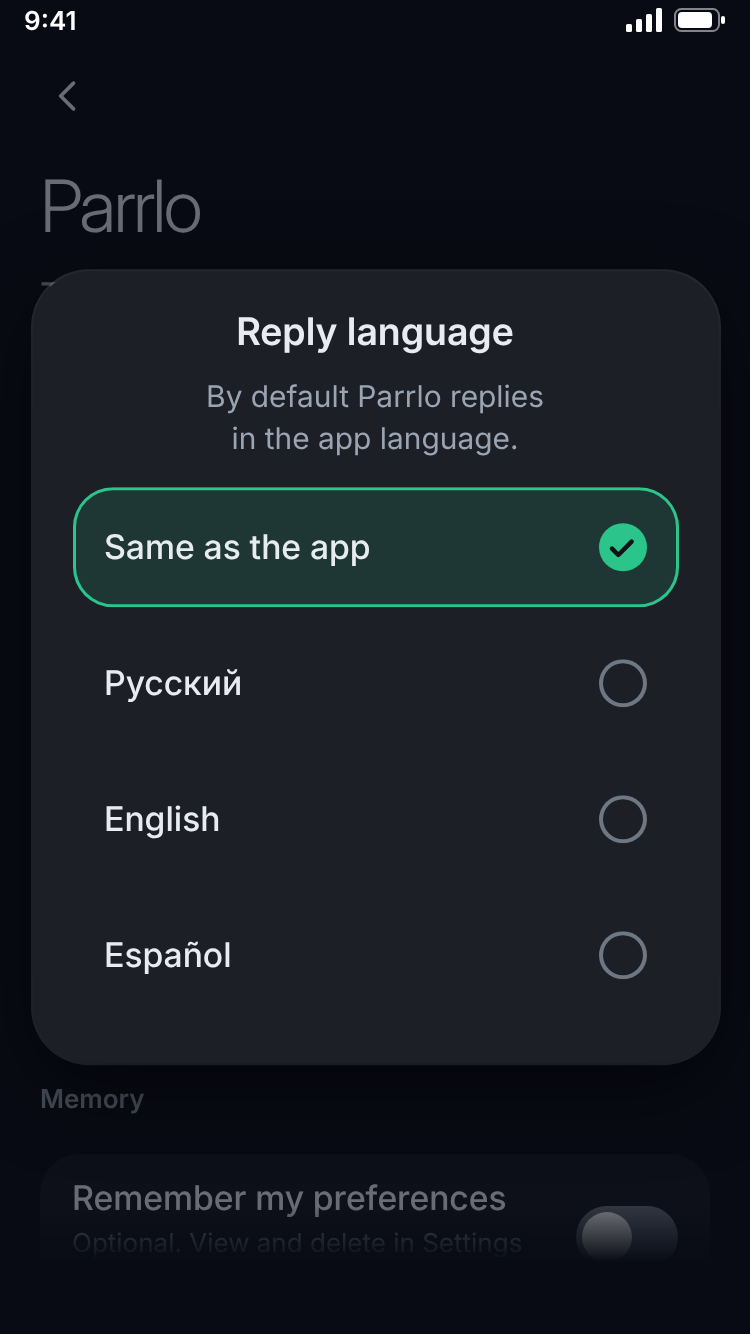 9:41
Parrlo
Reply language
By default Parrlo replies
in the app language.
Same as the app
Русский
English
Español
Memory
Remember my preferences
Optional. View and delete in Settings